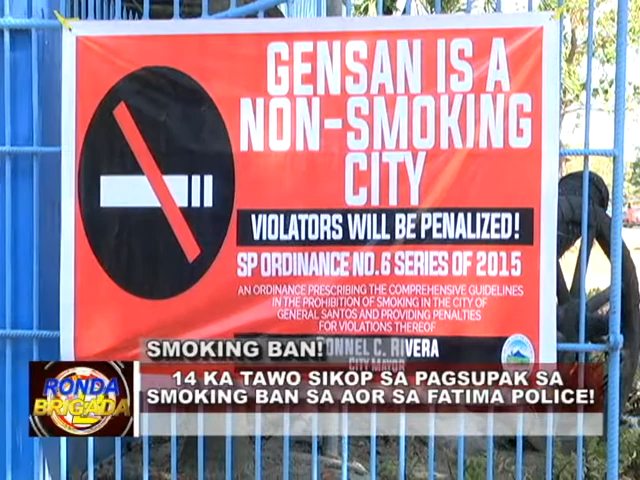 GENSAN IS A
NON-SMOKING
CITY
VIOLATORS WILL BE PENALIZED!
SP ORDINANCE NO.6 SERIES OF 2015
AN ORDINANCE PRESCRIBING THE COMPREHENSIVE GUIDELINES
IN THE PROHIBITION OF SMOKING IN THE CITY OF
GENERAL SANTOS AND PROVIDING PENALTIES
FOR VIOLATIONS THEREOF
C. RIVERA
CITY MAYOR
SMOKING BAN!
14 KA TAWO SIKOP SA PAGSUPAK SA
SMOKING BAN SA AOR SA FATIMA POLICE!
RONDA
BRIGADA